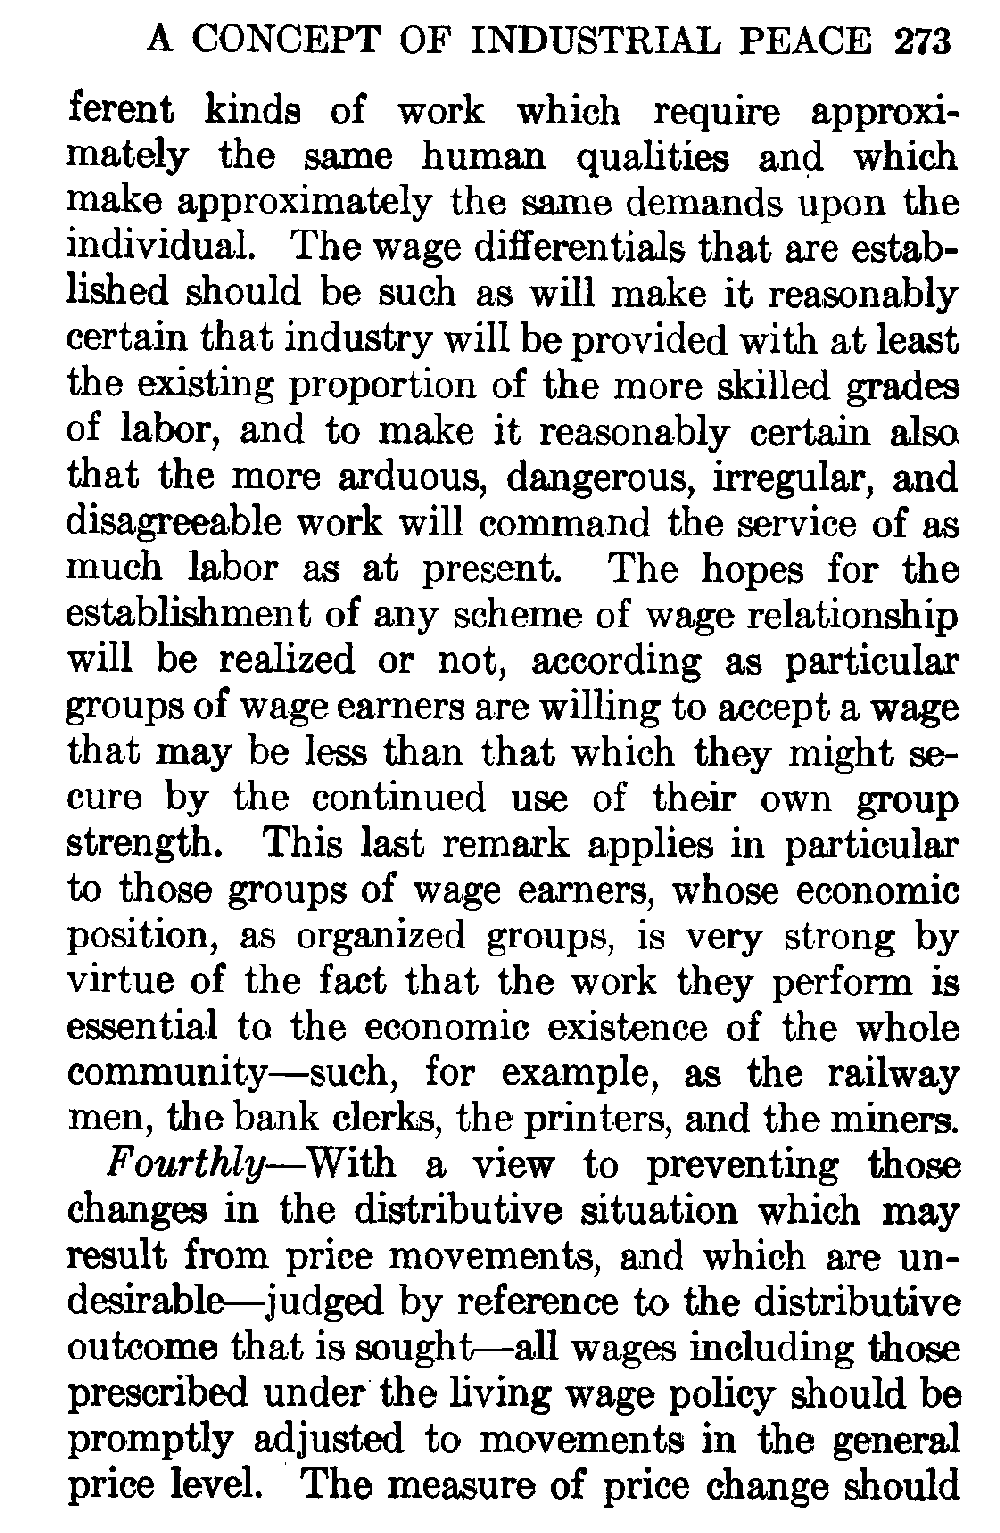 A CONCEPT OF INDUSTRIAL PEACE 273
ferent kinds of work which require approxi-
mately the same human qualities and which
make approximately the same demands upon the
individual. The wage differentials that are estab-
lished should be such as will make it reasonably
certain that industry will be provided with at least
the existing proportion of the more skilled grades
of labor, and to make it reasonably certain also
that the more arduous, dangerous, irregular, and
disagreeable work will command the service of as
much labor as at present. The hopes for the
establishment of any scheme of wage relationship
will be realized or not, according as particular
groups of wage earners are willing to accept a wage
that may be less than that which they might se-
cure by the continued use of their own group
strength. This last remark applies in particular
to those groups of wage earners, whose economic
position, as organized groups, is very strong by
virtue of the fact that the work they perform is
essential to the economic existence of the whole
community—such, for example, as the railway
men, the bank clerks, the printers, and the miners.
Fourthly—With a view to preventing those
changes in the distributive situation which may
result from price movements, and which are un-
desirable—judged by reference to the distributive
outcome that is sought—all wages including those
prescribed under the living wage policy should be
promptly adjusted to movements in the general
price level. The measure of price change should